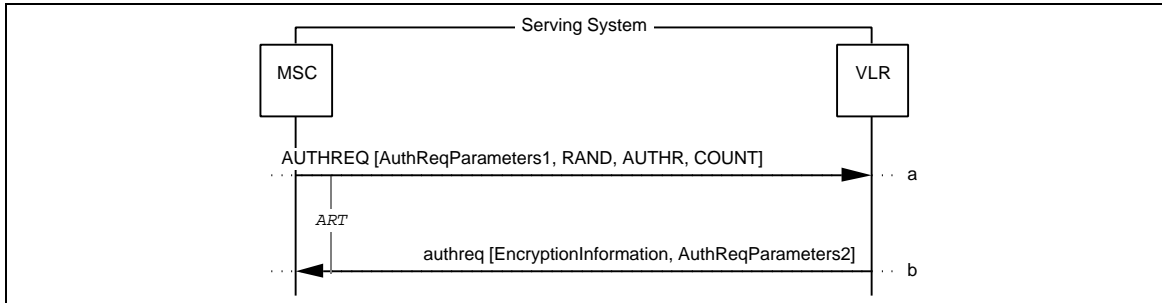 Serving System
MSC
VLR
AUTHREQ [AuthReqParameters1, RAND, AUTHR, COUNT]
a
ART
authreq [EncryptionInformation, AuthReqParameters2]
b